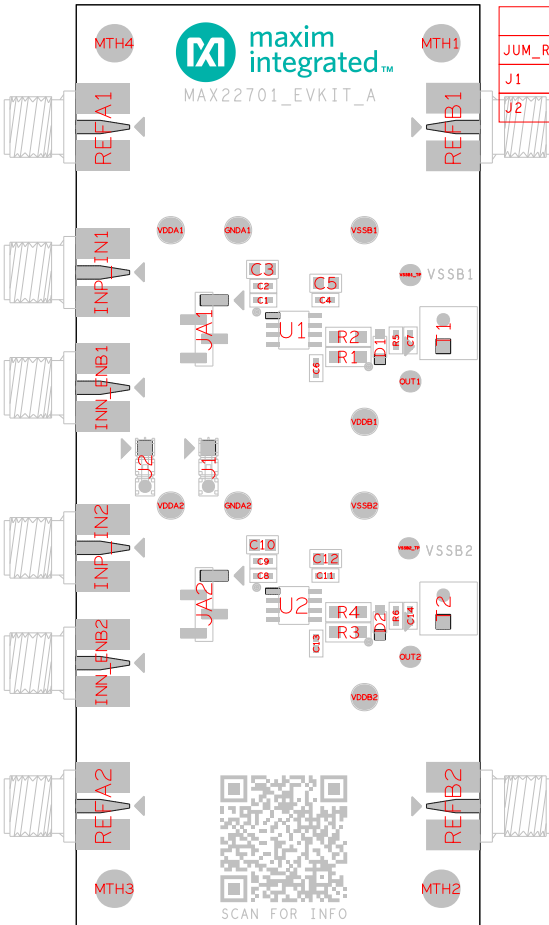 MTH4
maxim
integrated™
MTH1
MAX22701_EVKIT_A
JUM_R
J1
J2
REFA1
REFB1
INP_IN1
VDDA1
GNDA1
VSSB1
VSSB1_TP
VSSB1
C3
C2
C1
C5
C4
JA1
U1
R2
R1
C6
D1
R5
C7
T1
INN_ENB1
OUT1
VDDB1
J2
J1
VDDA2
GNDA2
VSSB2
INP_IN2
VSSB2_TP
VSSB2
C10
C9
C8
C12
C11
JA2
U2
R4
R3
C13
D2
R6
C14
T2
INN_ENB2
OUT2
VDDB2
REFA2
REFB2
MTH3
MTH2
SCAN FOR INFO